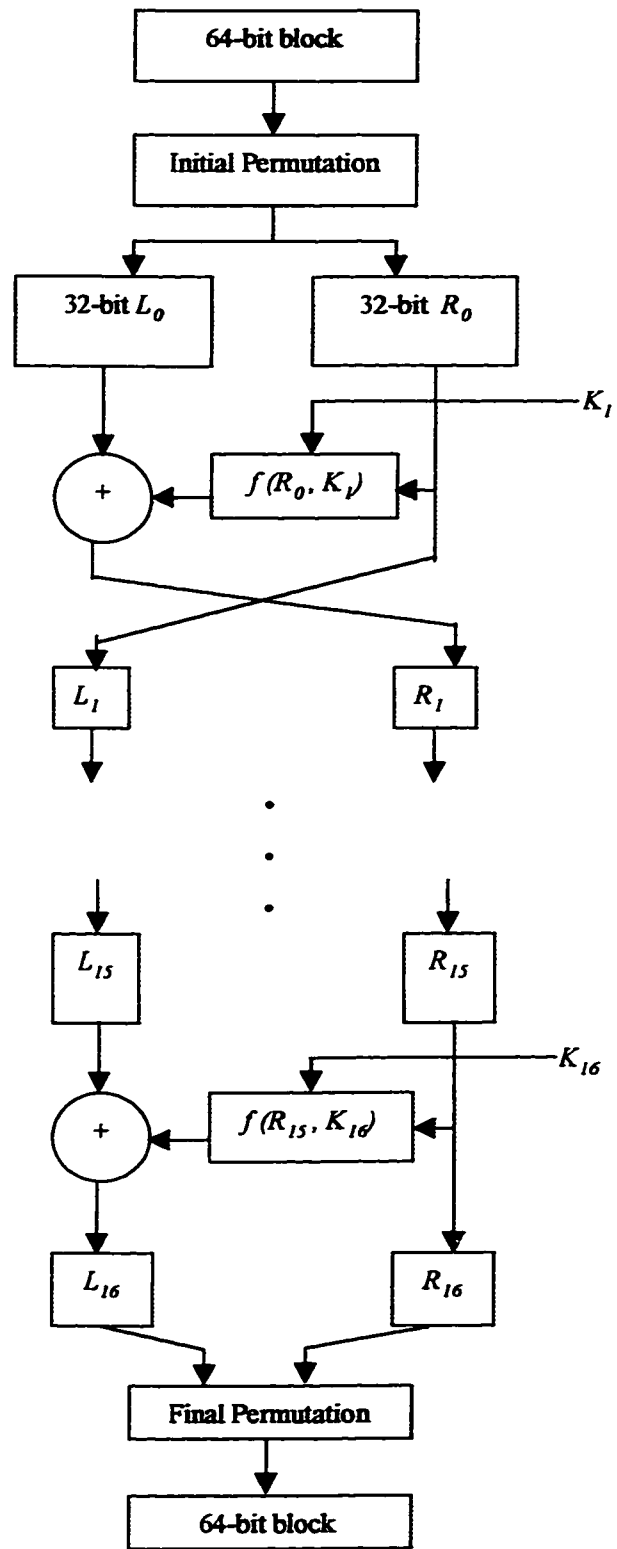 64-bit block
Initial Permutation
32-bit L₀
32-bit R₀
K₁
+
f(R₀, K₁)
L₁
R₁
L₁₅
R₁₅
K₁₆
+
f(R₁₅, K₁₆)
L₁₆
R₁₆
Final Permutation
64-bit block